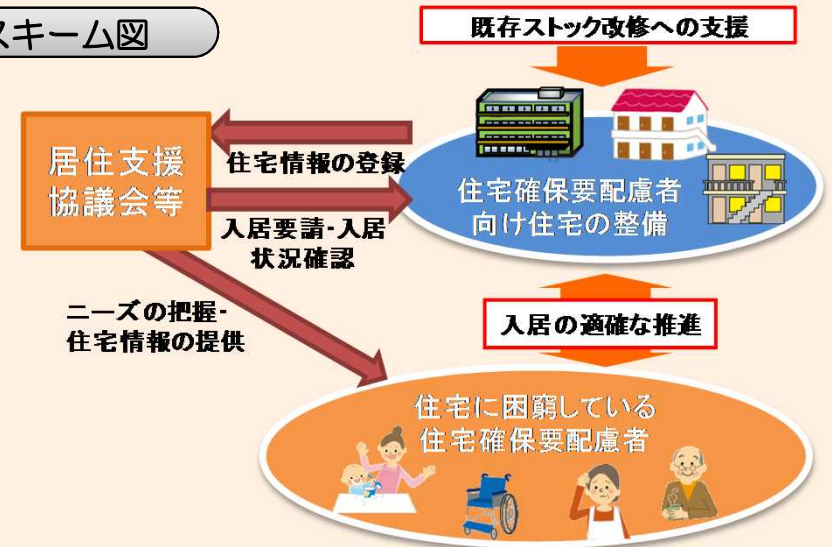 スキーム図
既存ストック改修への支援
居住支援
協議会等
住宅情報の登録
入居要請･入居
状況確認
住宅確保要配慮者
向け住宅の整備
ニーズの把握･
住宅情報の提供
入居の適確な推進
住宅に困窮している
住宅確保要配慮者